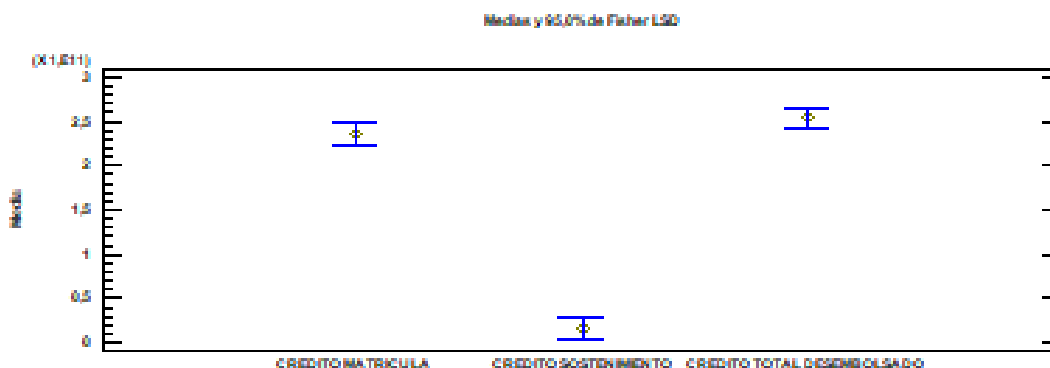 Medias y 95,0% de Fisher LSD
(X 1,E11)
3
2,5
2
1,5
1
0,5
0
Media
CREDITO MATRICULA CREDITO SOSTENIMIENTO CREDITO TOTAL DESEMBOLSADO